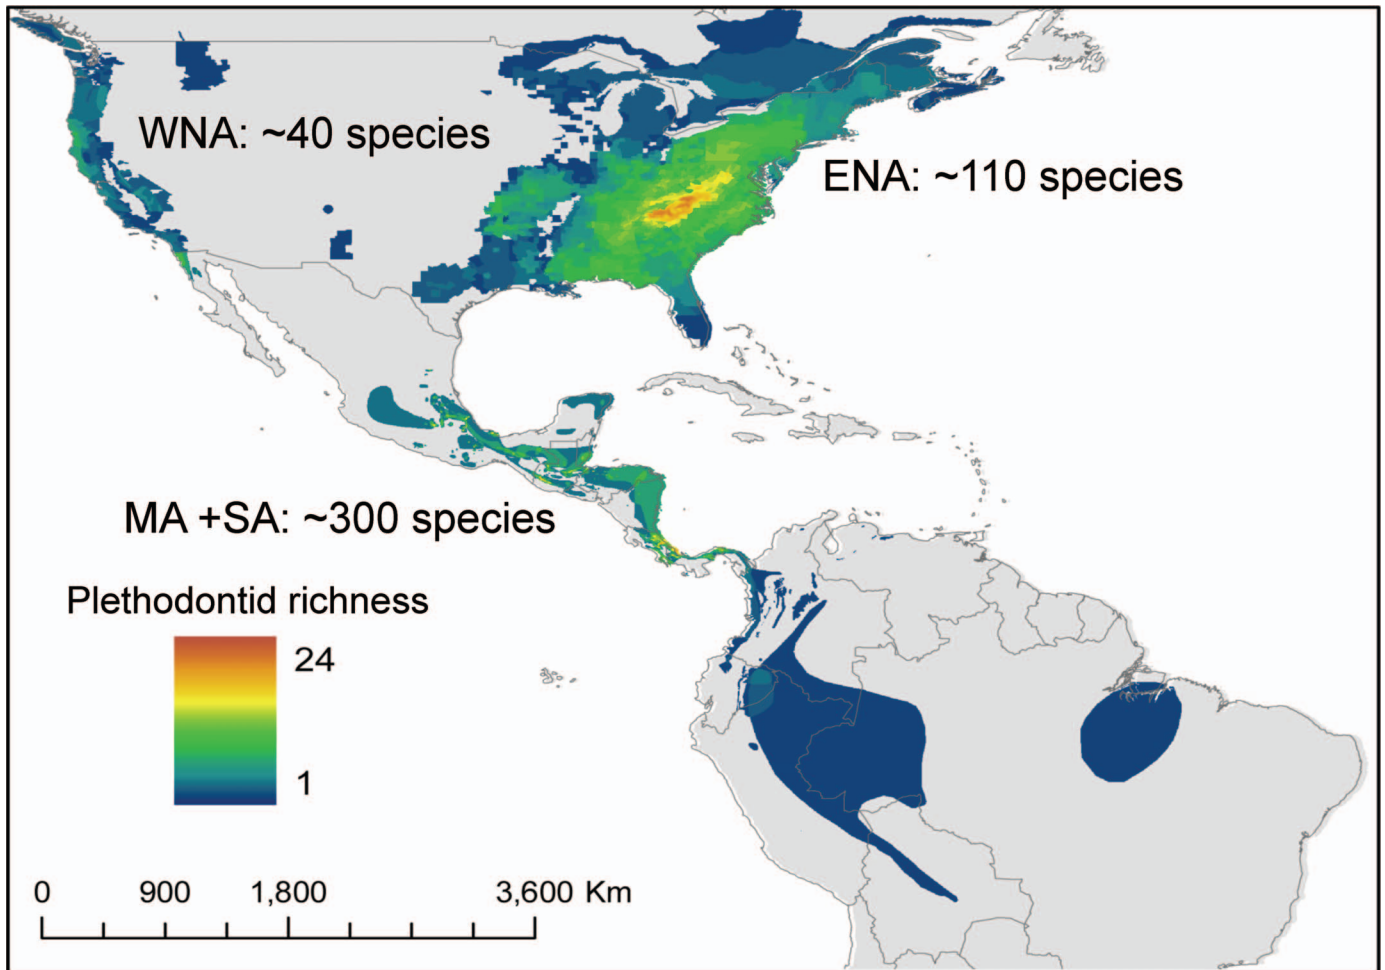 WNA: ~40 species
ENA: ~110 species
MA +SA: ~300 species
Plethodontid richness
24
1
0 900 1,800 3,600 Km